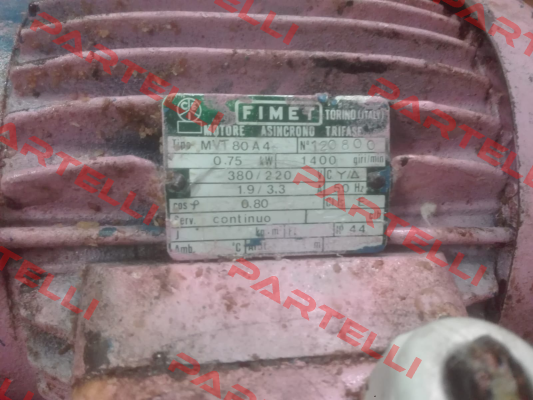 FIMET TORINO (ITALY)
MOTORE ASINCRONO TRIFASE
Tipo MVT 80 A 4 N° 120800
0.75 kW 1400 giri/min
380/220 C Y/Δ
1.9/3.3 50 Hz
cos φ 0.80 Cl. E
Serv. continuo
kg-m IP 44
Amb. °C m
PARTELLI
PARTELLI
PARTELLI
PARTELLI
PARTELLI
PARTELLI